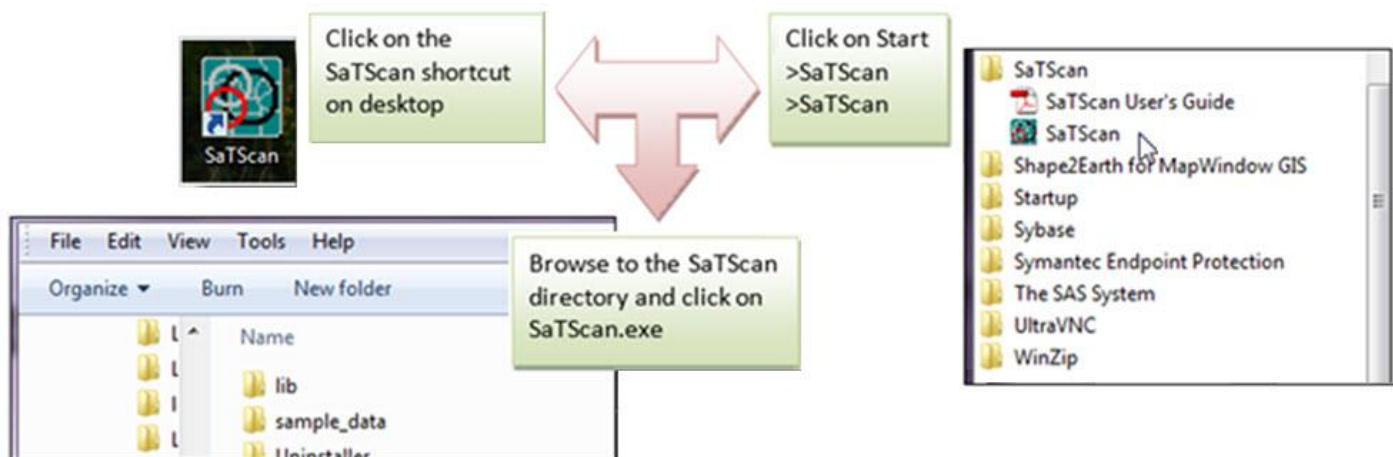 SaTScan
Click on the
SaTScan shortcut
on desktop
Click on Start
>SaTScan
>SaTScan
SaTScan
SaTScan User's Guide
SaTScan
Shape2Earth for MapWindow GIS
Startup
Sybase
Symantec Endpoint Protection
The SAS System
UltraVNC
WinZip
File Edit View Tools Help
Organize Burn New folder
Name
lib
sample_data
Uninstaller
Browse to the SaTScan
directory and click on
SaTScan.exe